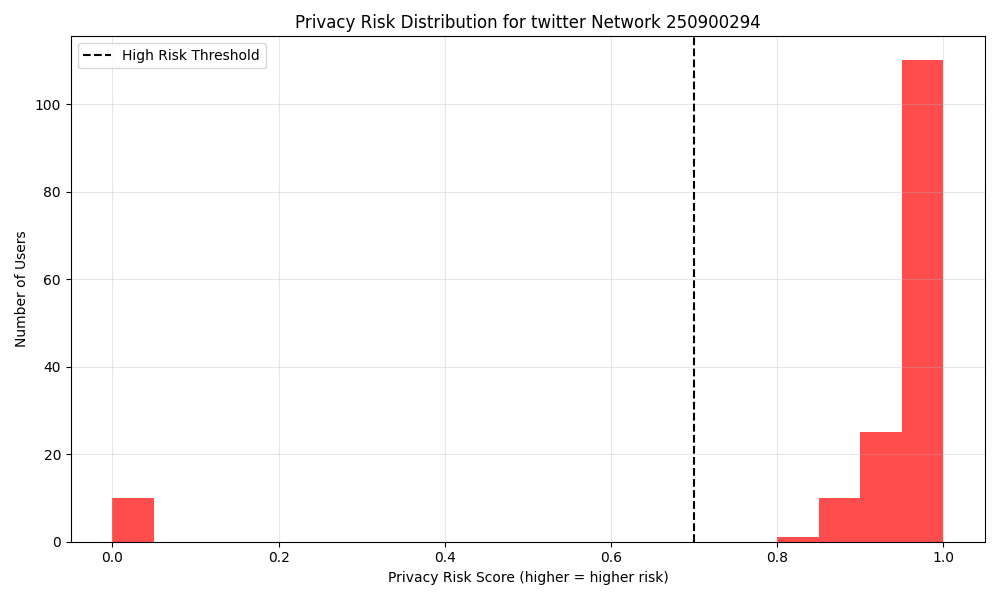 Privacy Risk Distribution for twitter Network 250900294
High Risk Threshold
Number of Users
100
80
60
40
20
0
0.0 0.2 0.4 0.6 0.8 1.0
Privacy Risk Score (higher = higher risk)